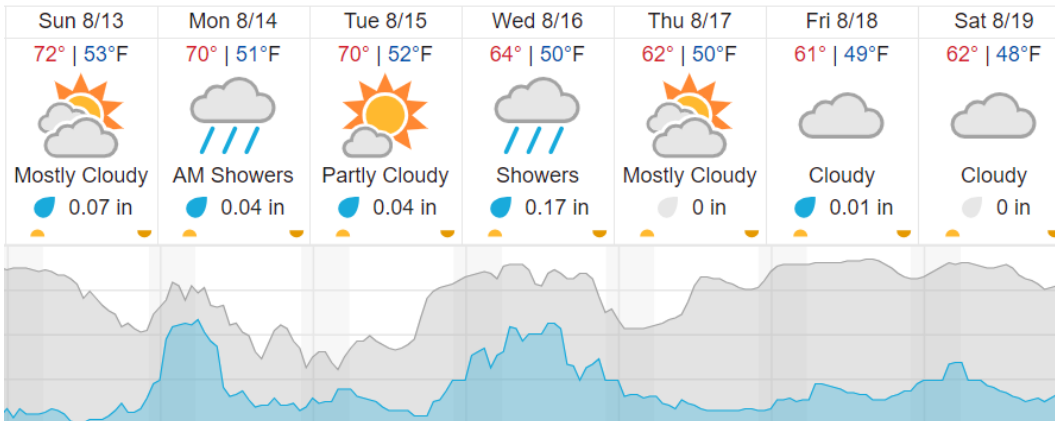 Sun 8/13 Mon 8/14 Tue 8/15 Wed 8/16 Thu 8/17 Fri 8/18 Sat 8/19
72° | 53°F 70° | 51°F 70° | 52°F 64° | 50°F 62° | 50°F 61° | 49°F 62° | 48°F
Mostly Cloudy AM Showers Partly Cloudy Showers Mostly Cloudy Cloudy Cloudy
0.07 in 0.04 in 0.04 in 0.17 in 0 in 0.01 in 0 in